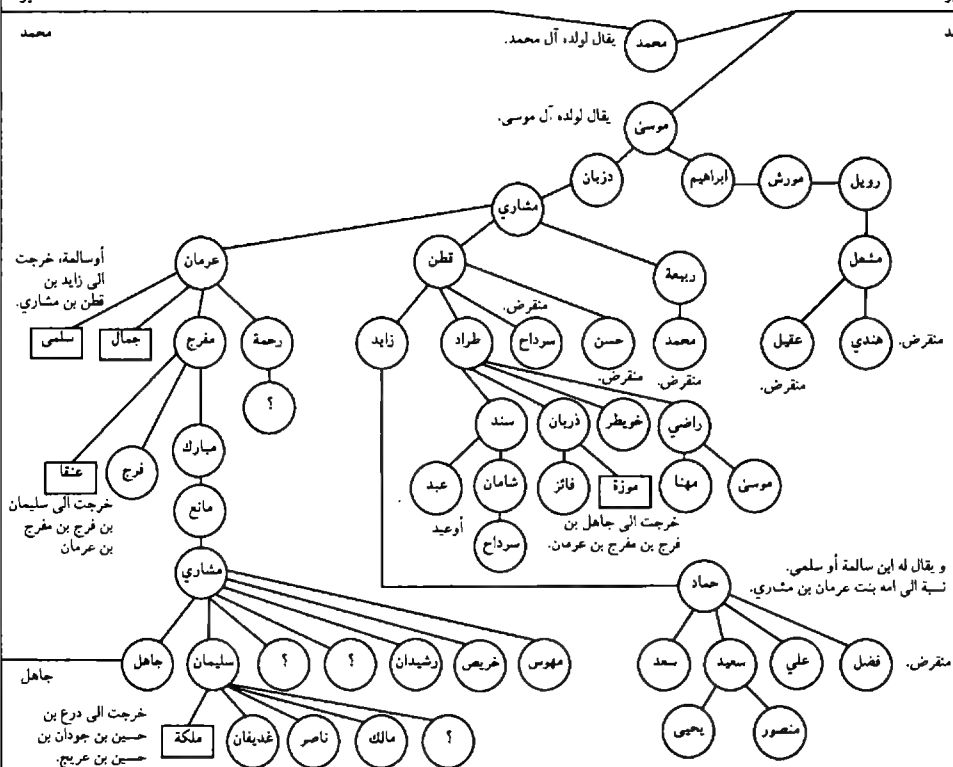 محمد
محمد
يقال لولده آل محمد.
موسى
يقال لولده آل موسى.
دزبان
ابراهيم
مورش
رويل
مشاري
عرمان
قطن
ربيعة
مشعل
أوسالمة، خرجت
الى زايد بن
قطن بن مشاري.
سلمى
جمال
مفرج
رحمة
زايد
طراد
منقرض.
سرداح
حسن
منقرض.
محمد
منقرض.
عقيل
منقرض.
هندي
منقرض.
؟
عنقا
خرجت الى سليمان
بن فرج بن مفرج
بن عرمان
فرج
مبارك
سند
ذربان
خويطر
راضي
عبد
أوعيد
شامان
فائز
موزة
خرجت الى جاهل بن
فرج بن مفرج بن عرمان.
مهنا
موسى
مانع
سرداح
مشاري
حماد
و يقال له ابن سالمة أو سلمى.
نسبة الى امه بنت عرمان بن مشاري.
جاهل
جاهل
سليمان
؟
؟
رشيدان
خريص
مهوس
سعد
سعيد
علي
فضل
منقرض.
ملكة
خرجت الى درع بن
حسين بن جودان بن
حسين بن عريج.
غديفان
ناصر
مالك
؟
يحيى
منصور